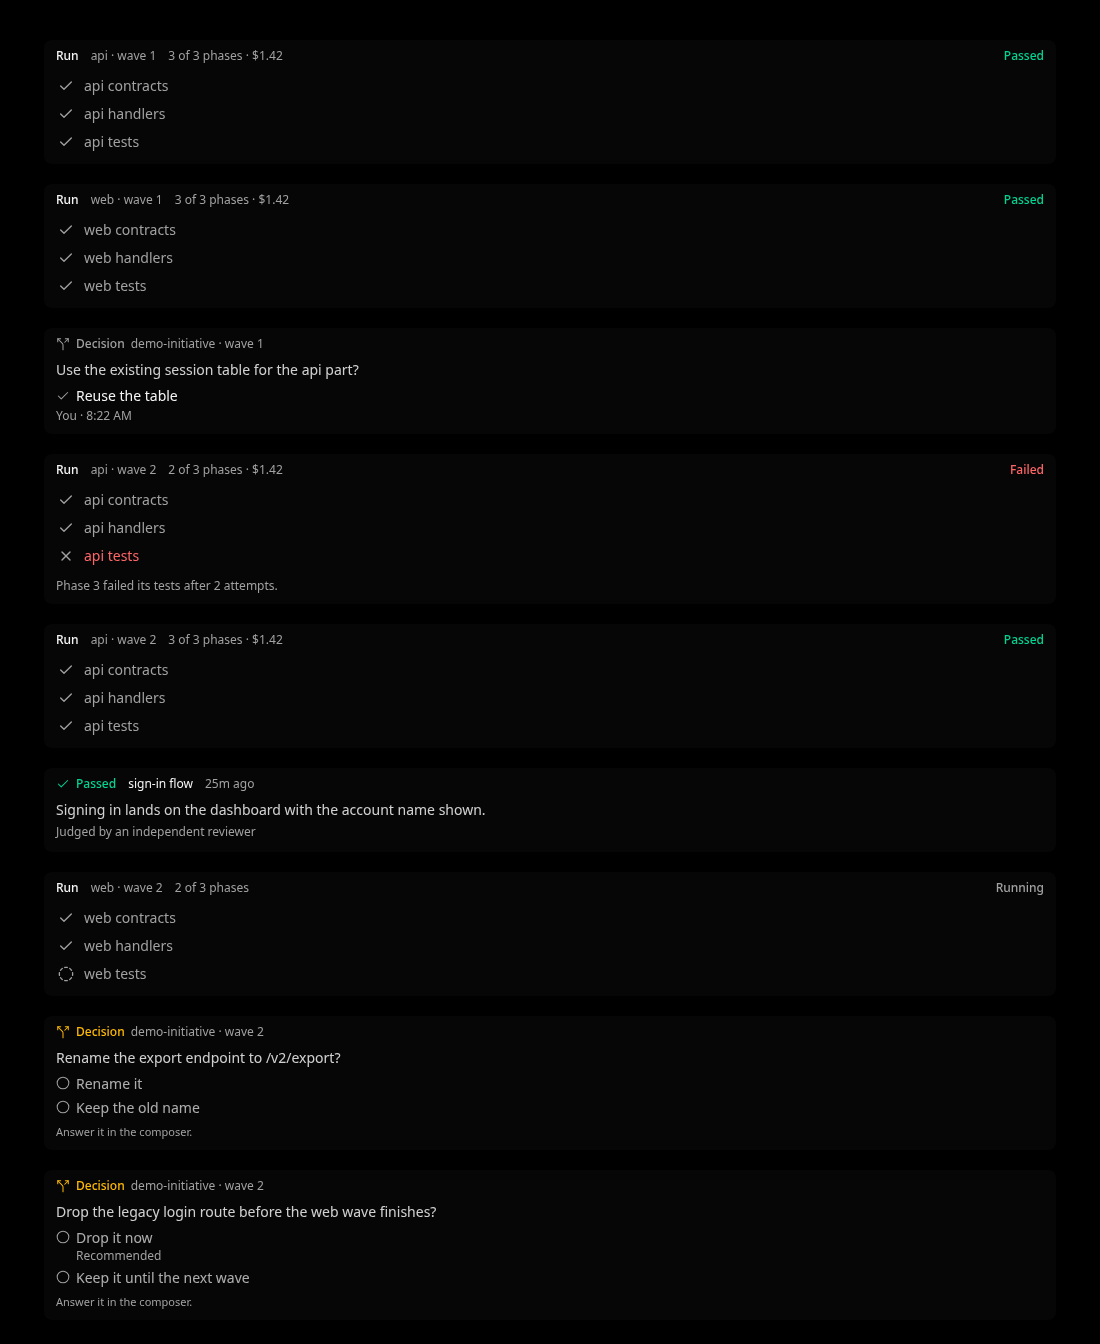 Run api · wave 1 3 of 3 phases · $1.42 Passed
api contracts
api handlers
api tests
Run web · wave 1 3 of 3 phases · $1.42 Passed
web contracts
web handlers
web tests
Decision demo-initiative · wave 1
Use the existing session table for the api part?
Reuse the table
You · 8:22 AM
Run api · wave 2 2 of 3 phases · $1.42 Failed
api contracts
api handlers
api tests
Phase 3 failed its tests after 2 attempts.
Run api · wave 2 3 of 3 phases · $1.42 Passed
api contracts
api handlers
api tests
Passed sign-in flow 25m ago
Signing in lands on the dashboard with the account name shown.
Judged by an independent reviewer
Run web · wave 2 2 of 3 phases Running
web contracts
web handlers
web tests
Decision demo-initiative · wave 2
Rename the export endpoint to /v2/export?
Rename it
Keep the old name
Answer it in the composer.
Decision demo-initiative · wave 2
Drop the legacy login route before the web wave finishes?
Drop it now
Recommended
Keep it until the next wave
Answer it in the composer.